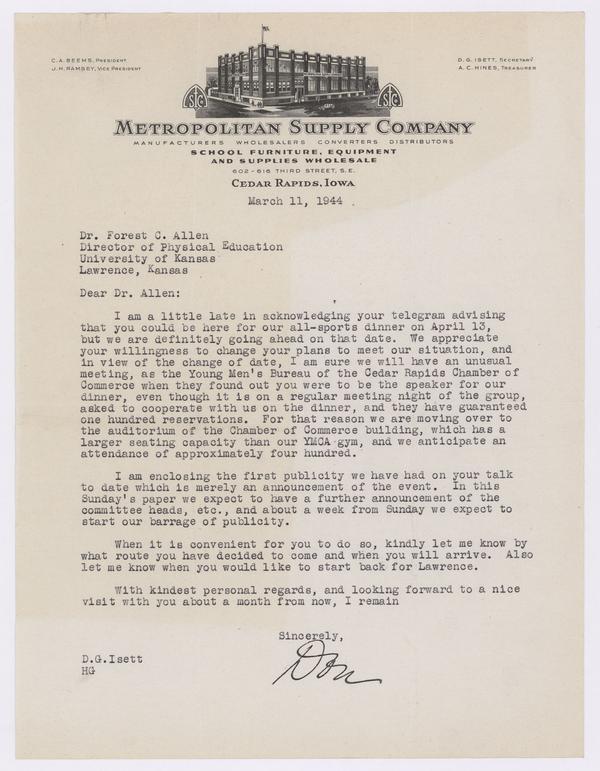 C.A. BEEMS, PRESIDENT
J.H. RAMSEY, VICE PRESIDENT
D.G. ISETT, SECRETARY
A.C. HINES, TREASURER
METROPOLITAN SUPPLY COMPANY
MANUFACTURERS WHOLESALERS CONVERTERS DISTRIBUTORS
SCHOOL FURNITURE, EQUIPMENT
AND SUPPLIES WHOLESALE
602-616 THIRD STREET, S.E.
CEDAR RAPIDS, IOWA
March 11, 1944
Dr. Forest C. Allen
Director of Physical Education
University of Kansas
Lawrence, Kansas
Dear Dr. Allen:
I am a little late in acknowledging your telegram advising
that you could be here for our all-sports dinner on April 13,
but we are definitely going ahead on that date. We appreciate
your willingness to change your plans to meet our situation, and
in view of the change of date, I am sure we will have an unusual
meeting, as the Young Men's Bureau of the Cedar Rapids Chamber of
Commerce when they found out you were to be the speaker for our
dinner, even though it is on a regular meeting night of the group,
asked to cooperate with us on the dinner, and they have guaranteed
one hundred reservations. For that reason we are moving over to
the auditorium of the Chamber of Commerce building, which has a
larger seating capacity than our YMCA gym, and we anticipate an
attendance of approximately four hundred.
I am enclosing the first publicity we have had on your talk
to date which is merely an announcement of the event. In this
Sunday's paper we expect to have a further announcement of the
committee heads, etc., and about a week from Sunday we expect to
start our barrage of publicity.
When it is convenient for you to do so, kindly let me know by
what route you have decided to come and when you will arrive. Also
let me know when you would like to start back for Lawrence.
With kindest personal regards, and looking forward to a nice
visit with you about a month from now, I remain
Sincerely,
Don
D.G.Isett
HG